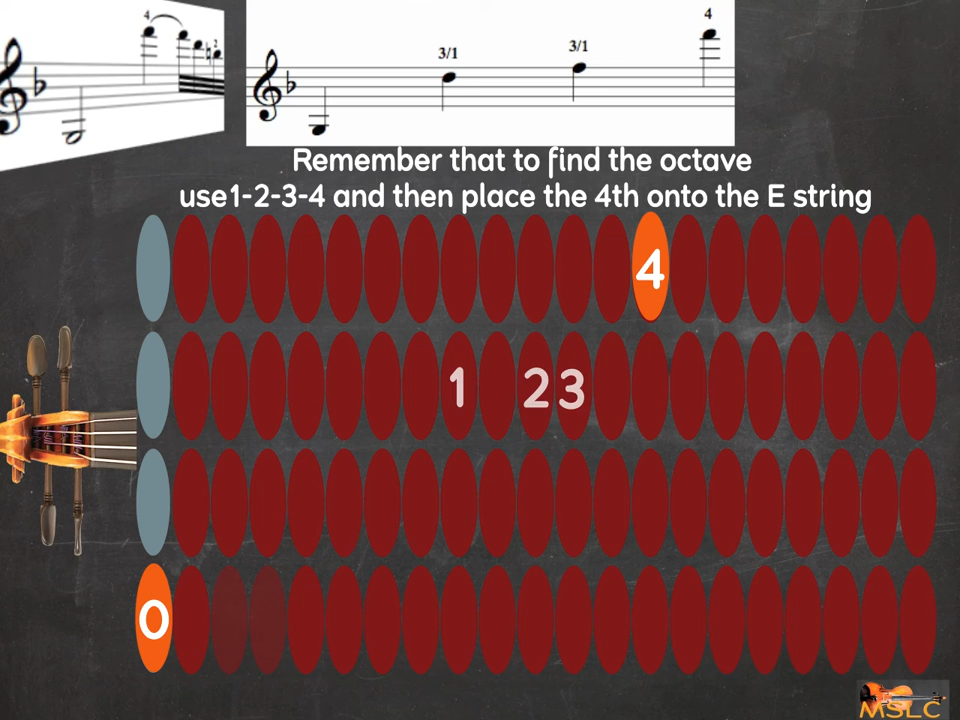 4
2
3/1
3/1
4
Remember that to find the octave
use1-2-3-4 and then place the 4th onto the E string
4
1 2 3
0
MSLC